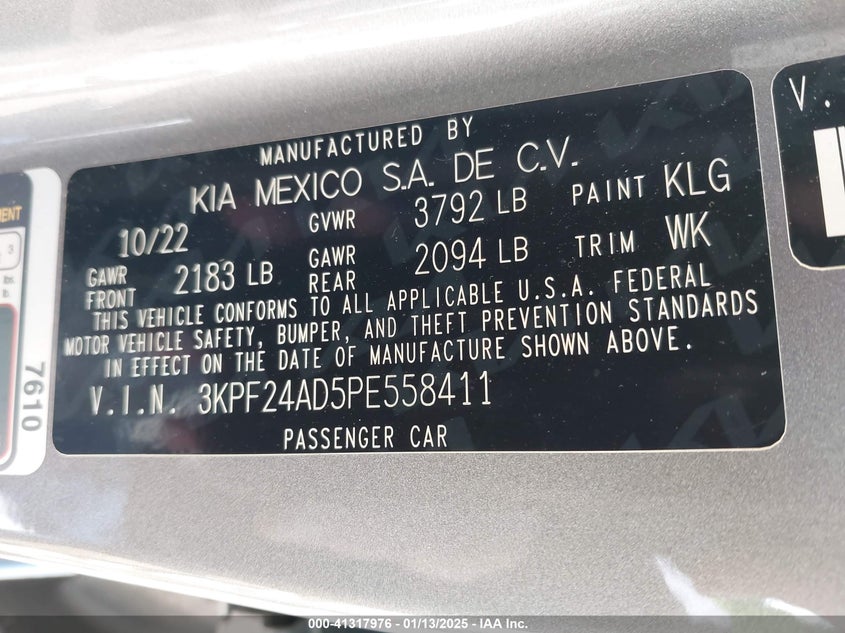 MANUFACTURED BY
KIA MEXICO S.A. DE C.V.
10/22 GVWR 3792 LB PAINT KLG
GAWR FRONT 2183 LB GAWR REAR 2094 LB TRIM WK
THIS VEHICLE CONFORMS TO ALL APPLICABLE U.S.A. FEDERAL
MOTOR VEHICLE SAFETY, BUMPER, AND THEFT PREVENTION STANDARDS
IN EFFECT ON THE DATE OF MANUFACTURE SHOWN ABOVE.
V.I.N. 3KPF24AD5PE558411
PASSENGER CAR
7610
3
lbs.
lb.
V.
000-41317976 - 01/13/2025 - IAA Inc.